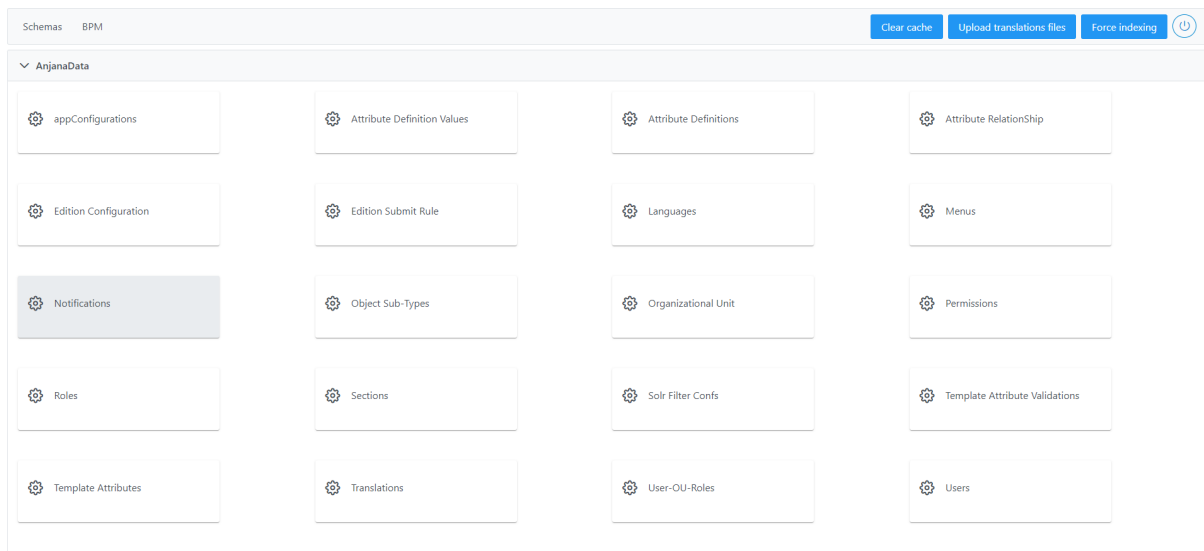 Schemas BPM Clear cache Upload translations files Force indexing
AnjanaData
appConfigurations Attribute Definition Values Attribute Definitions Attribute RelationShip
Edition Configuration Edition Submit Rule Languages Menus
Notifications Object Sub-Types Organizational Unit Permissions
Roles Sections Solr Filter Confs Template Attribute Validations
Template Attributes Translations User-OU-Roles Users